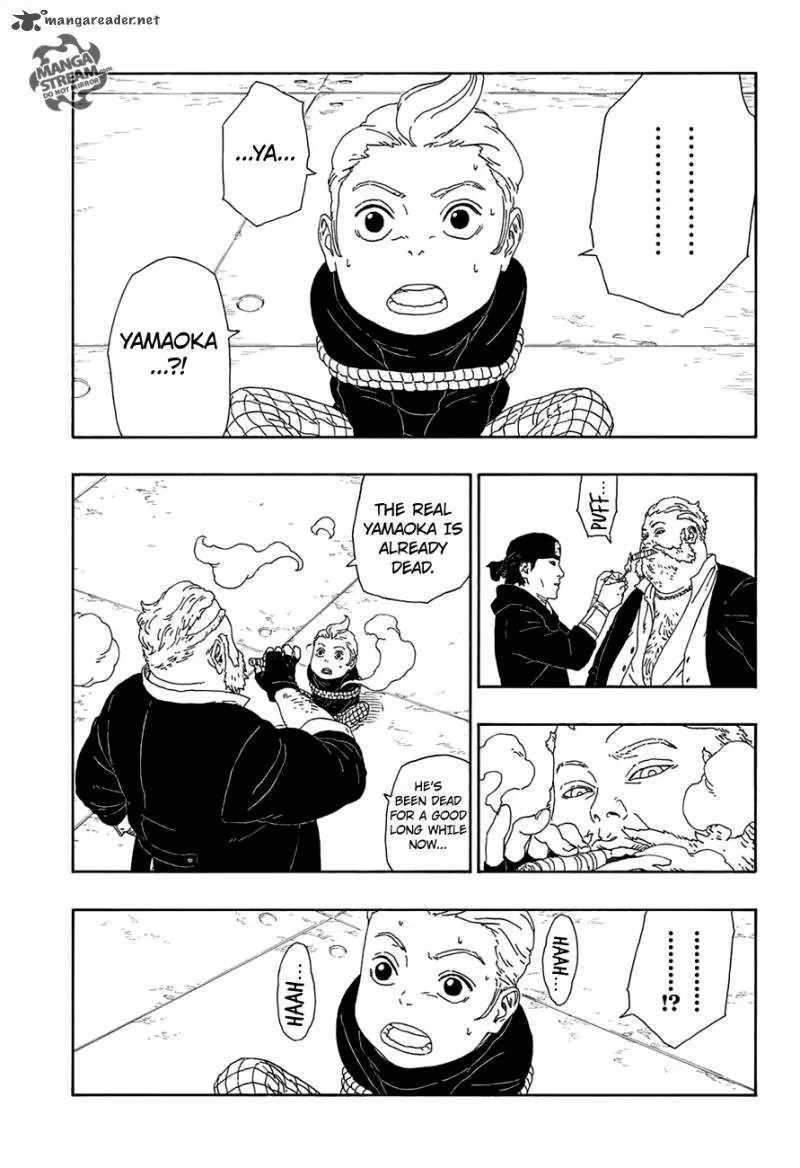 mangareader.net
MANGA
STREAM.com
DO NOT MIRROR
...YA...
YAMAOKA
...?!
PUFF...
THE REAL
YAMAOKA IS
ALREADY
DEAD.
HE'S
BEEN DEAD
FOR A GOOD
LONG WHILE
NOW...
!?
HAAH...
HAAH...